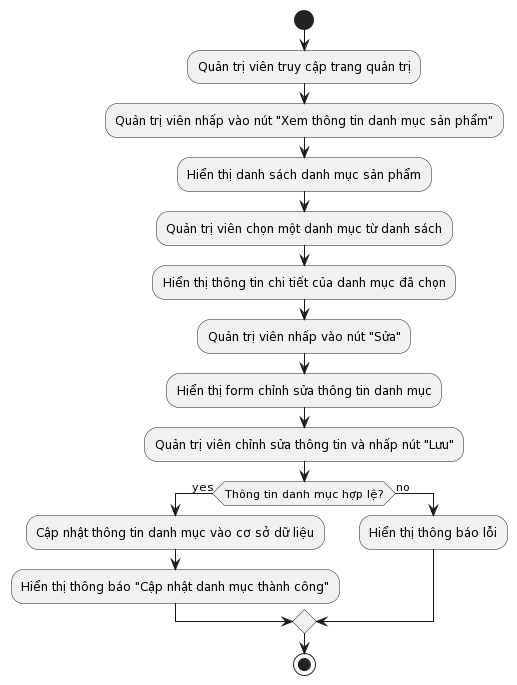 Quản trị viên truy cập trang quản trị
Quản trị viên nhấp vào nút "Xem thông tin danh mục sản phẩm"
Hiển thị danh sách danh mục sản phẩm
Quản trị viên chọn một danh mục từ danh sách
Hiển thị thông tin chi tiết của danh mục đã chọn
Quản trị viên nhấp vào nút "Sửa"
Hiển thị form chỉnh sửa thông tin danh mục
Quản trị viên chỉnh sửa thông tin và nhấp nút "Lưu"
Thông tin danh mục hợp lệ?
yes
no
Cập nhật thông tin danh mục vào cơ sở dữ liệu
Hiển thị thông báo lỗi
Hiển thị thông báo "Cập nhật danh mục thành công"